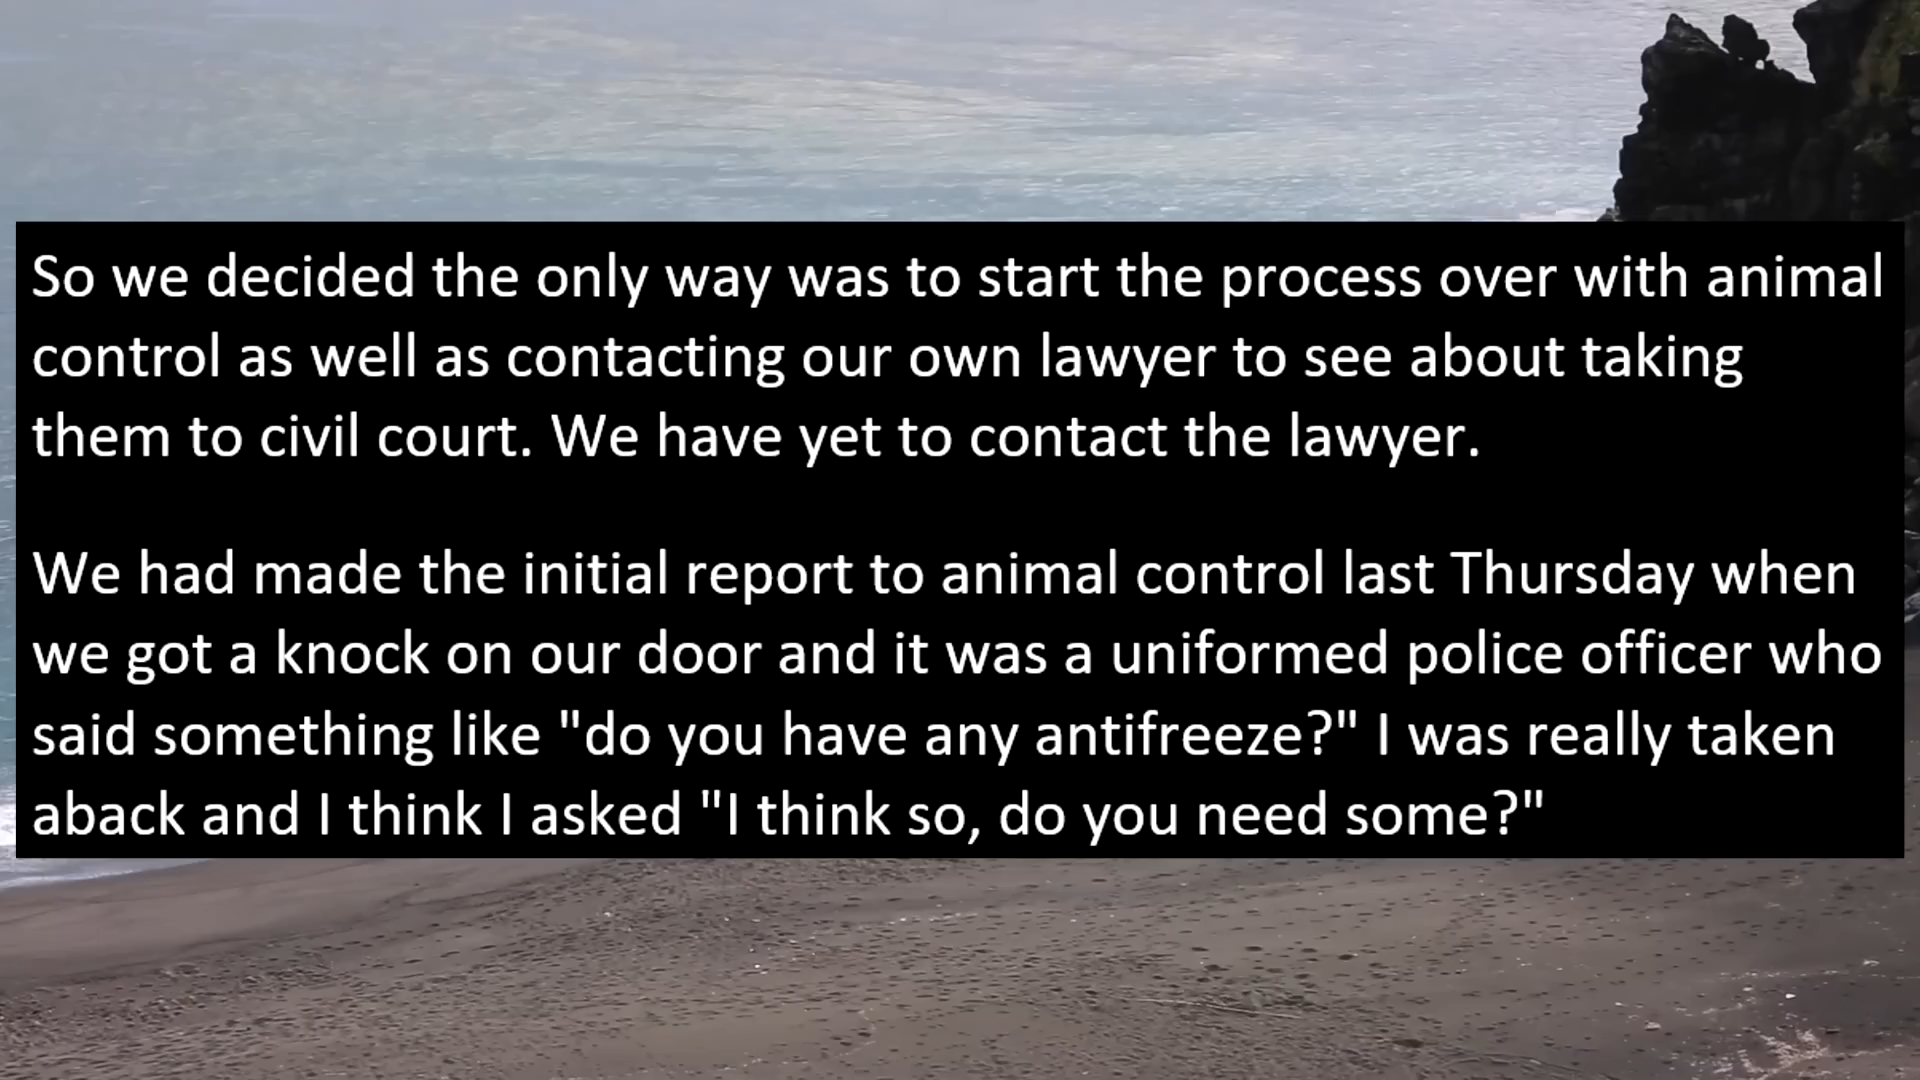 So we decided the only way was to start the process over with animal
control as well as contacting our own lawyer to see about taking
them to civil court. We have yet to contact the lawyer.
We had made the initial report to animal control last Thursday when
we got a knock on our door and it was a uniformed police officer who
said something like "do you have any antifreeze?" I was really taken
aback and I think I asked "I think so, do you need some?"